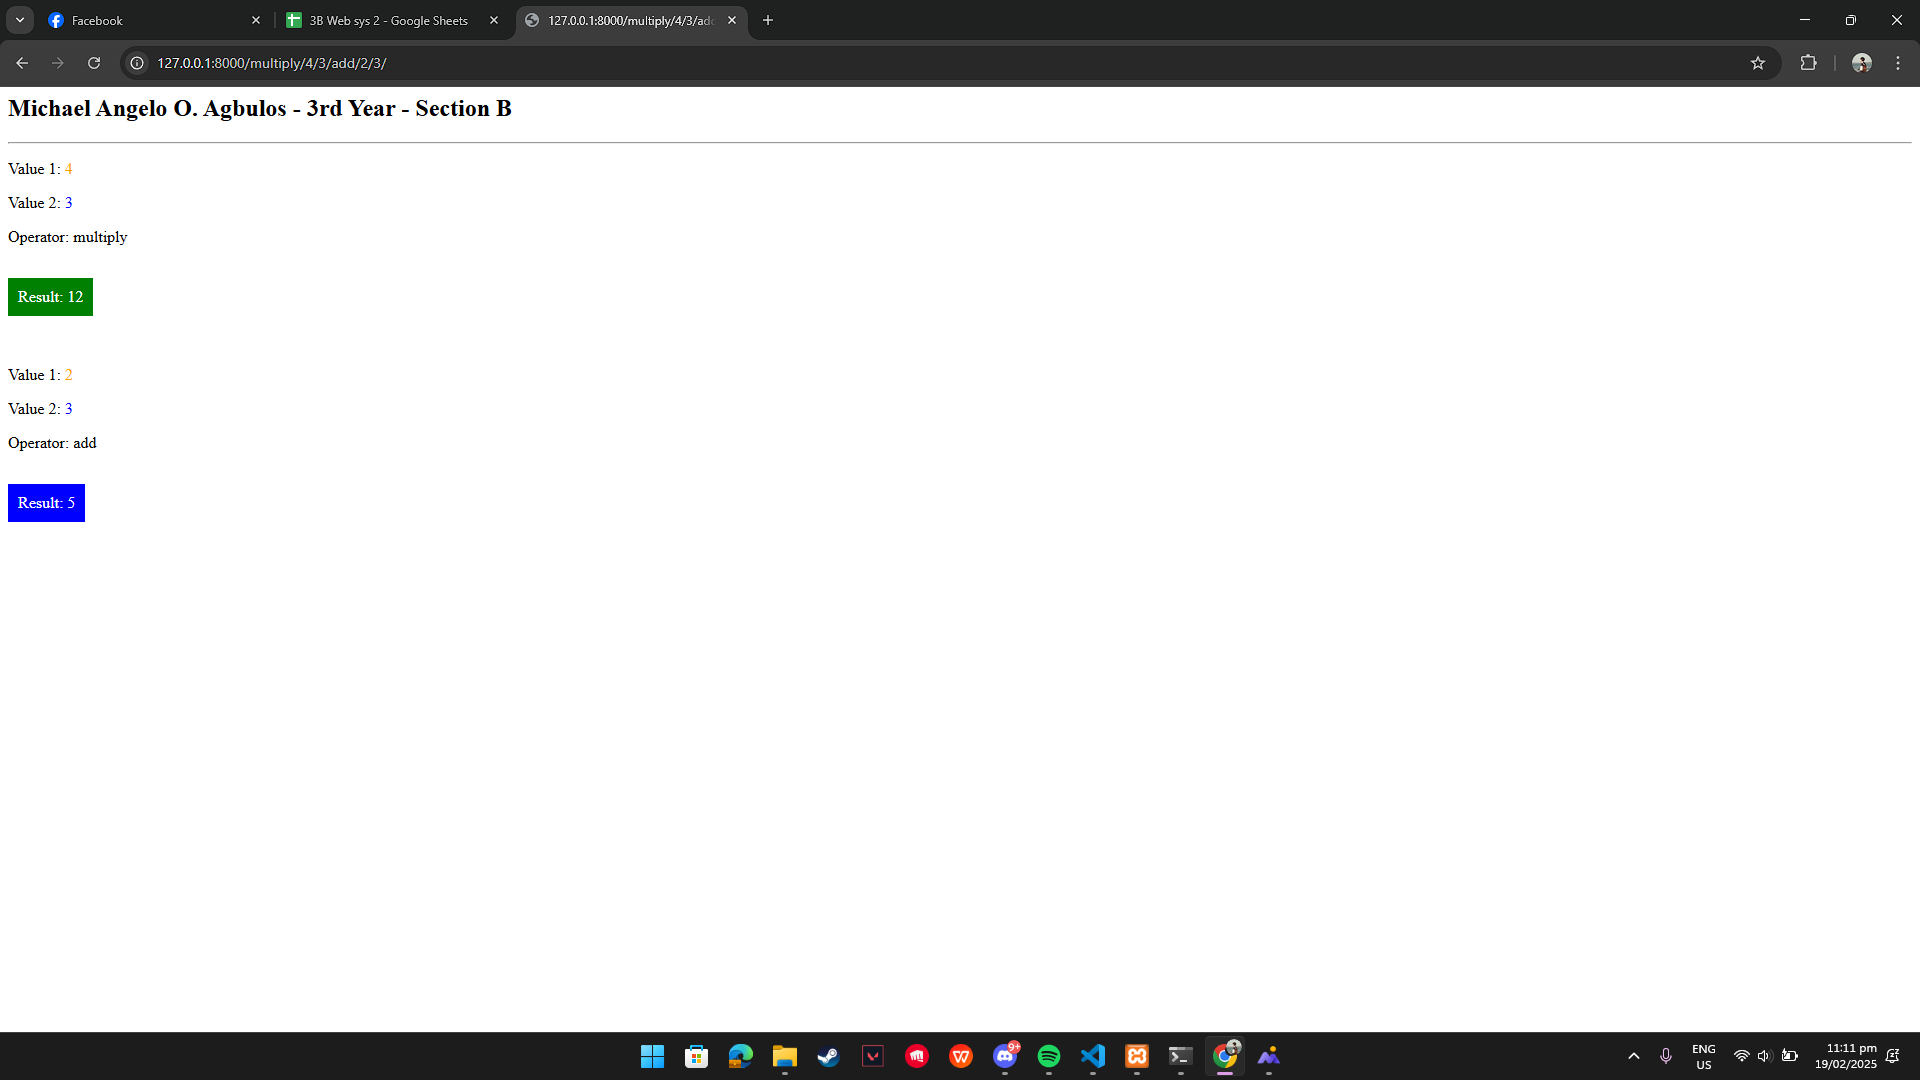 Facebook
3B Web sys 2 - Google Sheets
127.0.0.1:8000/multiply/4/3/add
127.0.0.1:8000/multiply/4/3/add/2/3/
Michael Angelo O. Agbulos - 3rd Year - Section B
Value 1: 4
Value 2: 3
Operator: multiply
Result: 12
Value 1: 2
Value 2: 3
Operator: add
Result: 5
9+
ENG
US
11:11 pm
19/02/2025